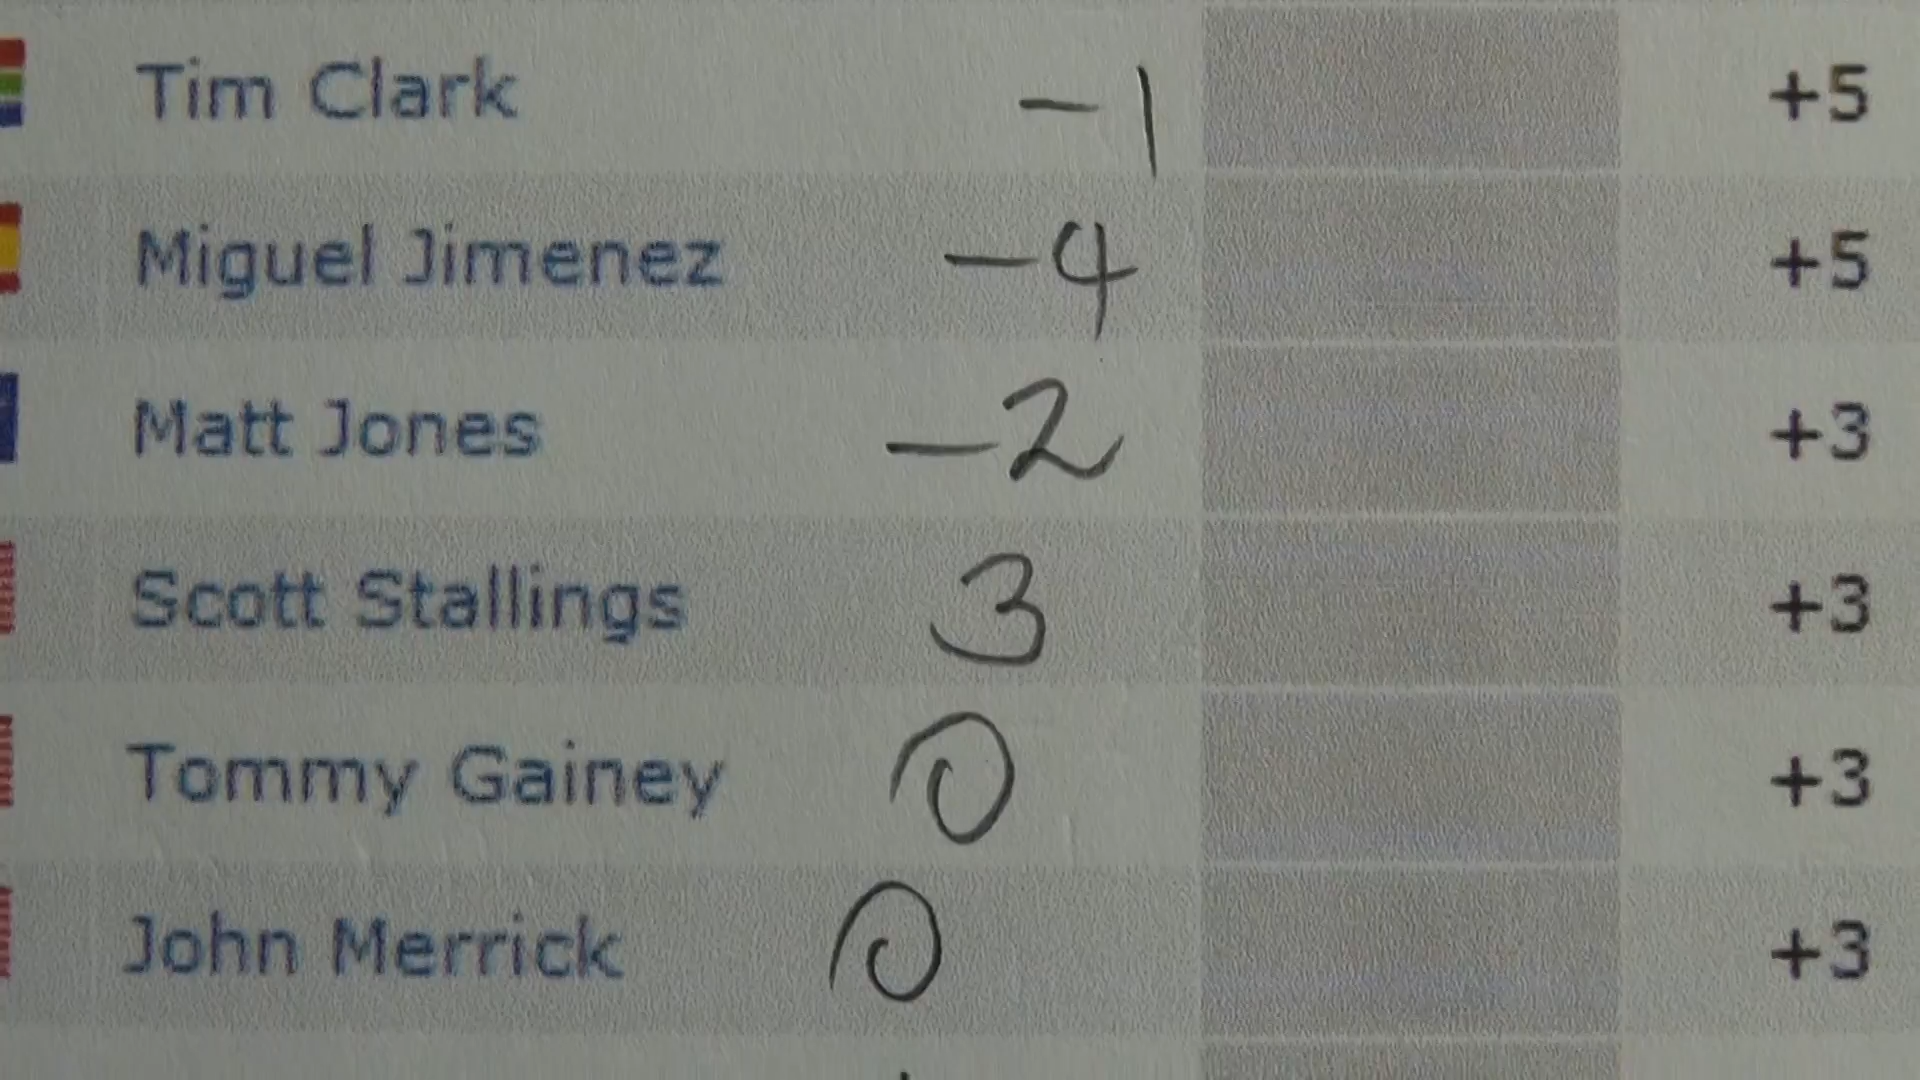 Tim Clark -1 +5
Miguel Jimenez -4 +5
Matt Jones -2 +3
Scott Stallings 3 +3
Tommy Gainey 0 +3
John Merrick 0 +3